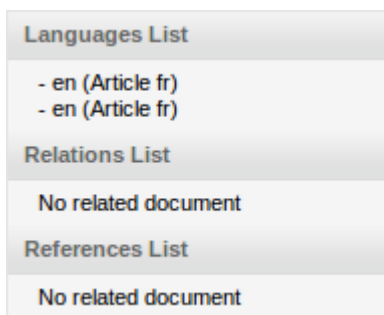 Languages List
- en (Article fr)
- en (Article fr)
Relations List
No related document
References List
No related document